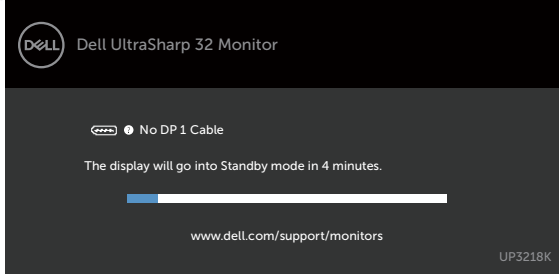 DELL
Dell UltraSharp 32 Monitor
? No DP 1 Cable
The display will go into Standby mode in 4 minutes.
www.dell.com/support/monitors
UP3218K